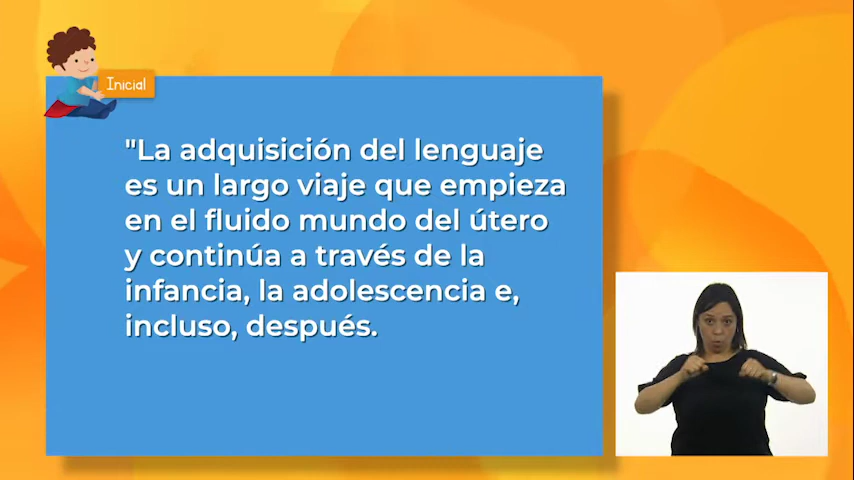 Inicial
"La adquisición del lenguaje
es un largo viaje que empieza
en el fluido mundo del útero
y continúa a través de la
infancia, la adolescencia e,
incluso, después.